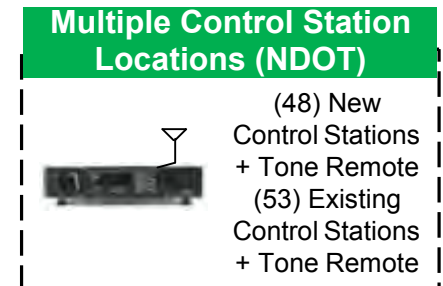 Multiple Control Station
Locations (NDOT)
(48) New
Control Stations
+ Tone Remote
(53) Existing
Control Stations
+ Tone Remote